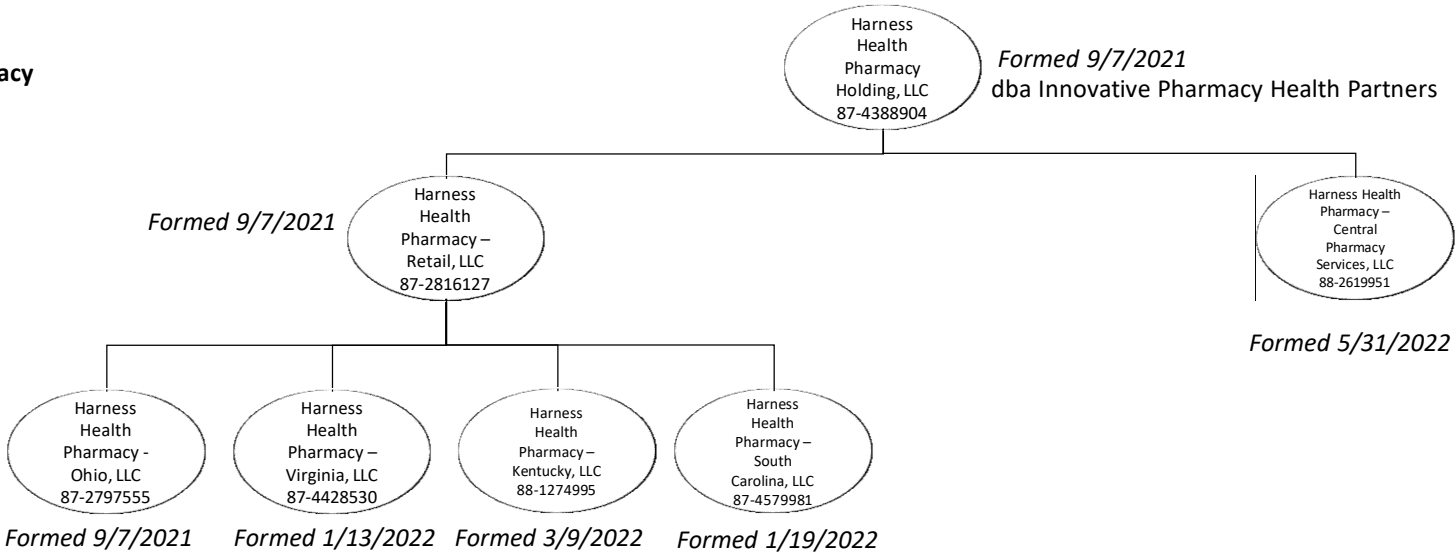 acy
Harness
Health
Pharmacy
Holding, LLC
87-4388904
Formed 9/7/2021
dba Innovative Pharmacy Health Partners
Formed 9/7/2021
Harness
Health
Pharmacy –
Retail, LLC
87-2816127
Harness Health
Pharmacy –
Central
Pharmacy
Services, LLC
88-2619951
Formed 5/31/2022
Harness
Health
Pharmacy -
Ohio, LLC
87-2797555
Formed 9/7/2021
Harness
Health
Pharmacy –
Virginia, LLC
87-4428530
Formed 1/13/2022
Harness
Health
Pharmacy –
Kentucky, LLC
88-1274995
Formed 3/9/2022
Harness
Health
Pharmacy –
South
Carolina, LLC
87-4579981
Formed 1/19/2022